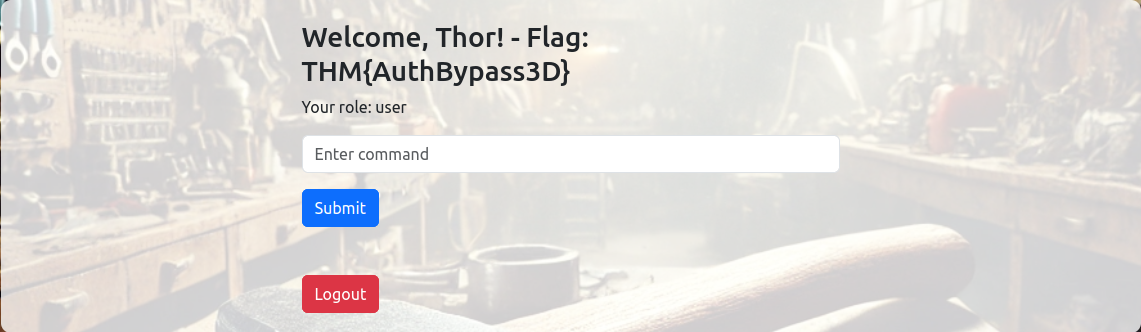 Welcome, Thor! - Flag:
THM{AuthBypass3D}
Your role: user
Enter command
Submit
Logout